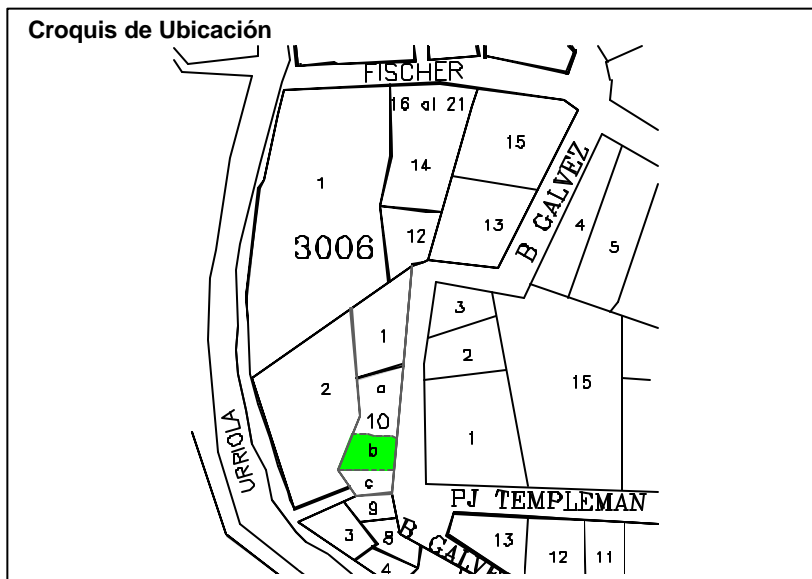 Croquis de Ubicación
FISCHER
16 al 21
15
14
1
B GALVEZ
4
13
12
5
3006
3
1
2
15
a
2
10
1
b
URRIOLA
c
PJ TEMPLEMAN
9
3
8
B GALVE
13
12
11
4